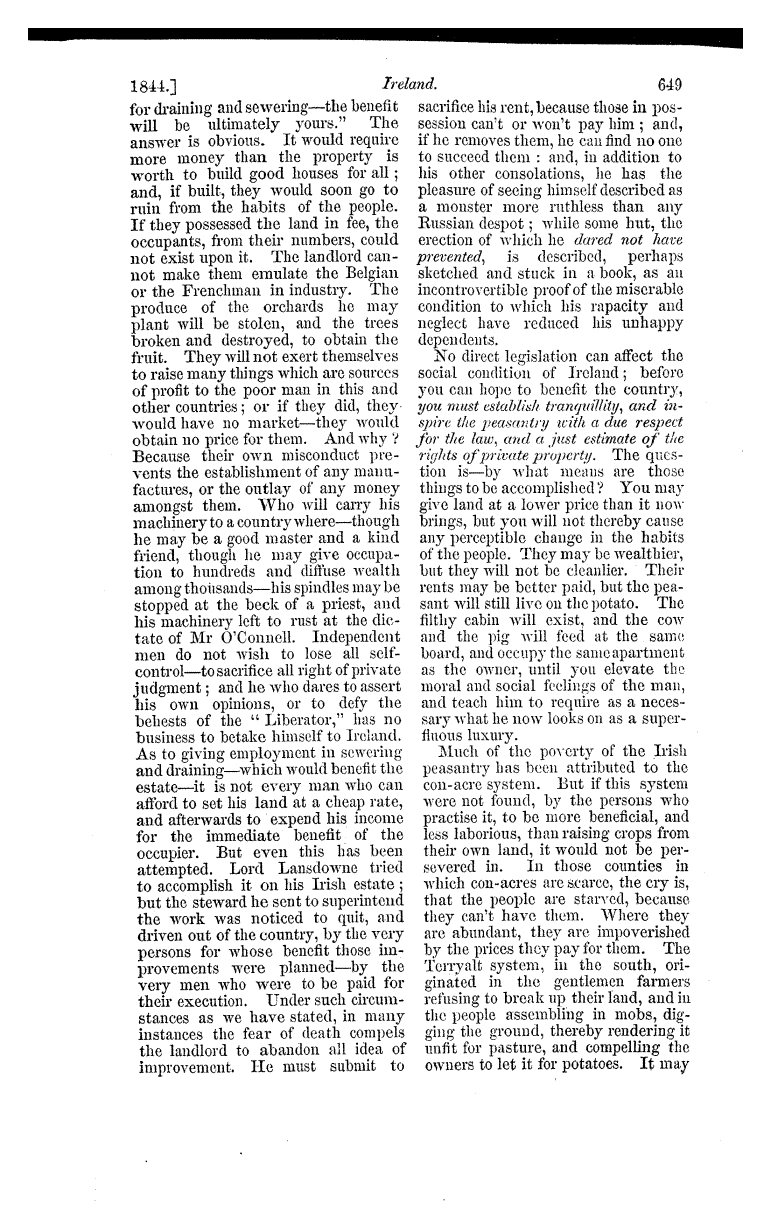 1844.] Ireland. 649
for draining and sewering—the benefit
will be ultimately yours." The
answer is obvious. It would require
more money than the property is
worth to build good houses for all ;
and, if built, they would soon go to
ruin from the habits of the people.
If they possessed the land in fee, the
occupants, from their numbers, could
not exist upon it. The landlord can-
not make them emulate the Belgian
or the Frenchman in industry. The
produce of the orchards he may
plant will be stolen, and the trees
broken and destroyed, to obtain the
fruit. They will not exert themselves
to raise many things which are sources
of profit to the poor man in this and
other countries ; or if they did, they
would have no market—they would
obtain no price for them. And why ?
Because their own misconduct pre-
vents the establishment of any manu-
factures, or the outlay of any money
amongst them. Who will carry his
machinery to a country where—though
he may be a good master and a kind
friend, though he may give occupa-
tion to hundreds and diffuse wealth
among thousands—his spindles may be
stopped at the beck of a priest, and
his machinery left to rust at the dic-
tate of Mr O'Connell. Independent
men do not wish to lose all self-
control—to sacrifice all right of private
judgment ; and he who dares to assert
his own opinions, or to defy the
behests of the " Liberator," has no
business to betake himself to Ireland.
As to giving employment in sewering
and draining—which would benefit the
estate—it is not every man who can
afford to set his land at a cheap rate,
and afterwards to expend his income
for the immediate benefit of the
occupier. But even this has been
attempted. Lord Lansdowne tried
to accomplish it on his Irish estate ;
but the steward he sent to superintend
the work was noticed to quit, and
driven out of the country, by the very
persons for whose benefit those im-
provements were planned—by the
very men who were to be paid for
their execution. Under such circum-
stances as we have stated, in many
instances the fear of death compels
the landlord to abandon all idea of
improvement. He must submit to
sacrifice his rent, because those in pos-
session can't or won't pay him ; and,
if he removes them, he can find no one
to succeed them : and, in addition to
his other consolations, he has the
pleasure of seeing himself described as
a monster more ruthless than any
Russian despot ; while some hut, the
erection of which he dared not have
prevented, is described, perhaps
sketched and stuck in a book, as an
incontrovertible proof of the miserable
condition to which his rapacity and
neglect have reduced his unhappy
dependents.
No direct legislation can affect the
social condition of Ireland ; before
you can hope to benefit the country,
you must establish tranquillity, and in-
spire the peasantry with a due respect
for the law, and a just estimate of the
rights of private property. The ques-
tion is—by what means are those
things to be accomplished ? You may
give land at a lower price than it now
brings, but you will not thereby cause
any perceptible change in the habits
of the people. They may be wealthier,
but they will not be cleanlier. Their
rents may be better paid, but the pea-
sant will still live on the potato. The
filthy cabin will exist, and the cow
and the pig will feed at the same
board, and occupy the same apartment
as the owner, until you elevate the
moral and social feelings of the man,
and teach him to require as a neces-
sary what he now looks on as a super-
fluous luxury.
Much of the poverty of the Irish
peasantry has been attributed to the
con-acre system. But if this system
were not found, by the persons who
practise it, to be more beneficial, and
less laborious, than raising crops from
their own land, it would not be per-
severed in. In those counties in
which con-acres are scarce, the cry is,
that the people are starved, because
they can't have them. Where they
are abundant, they are impoverished
by the prices they pay for them. The
Terryalt system, in the south, ori-
ginated in the gentlemen farmers
refusing to break up their land, and in
the people assembling in mobs, dig-
ging the ground, thereby rendering it
unfit for pasture, and compelling the
owners to let it for potatoes. It may